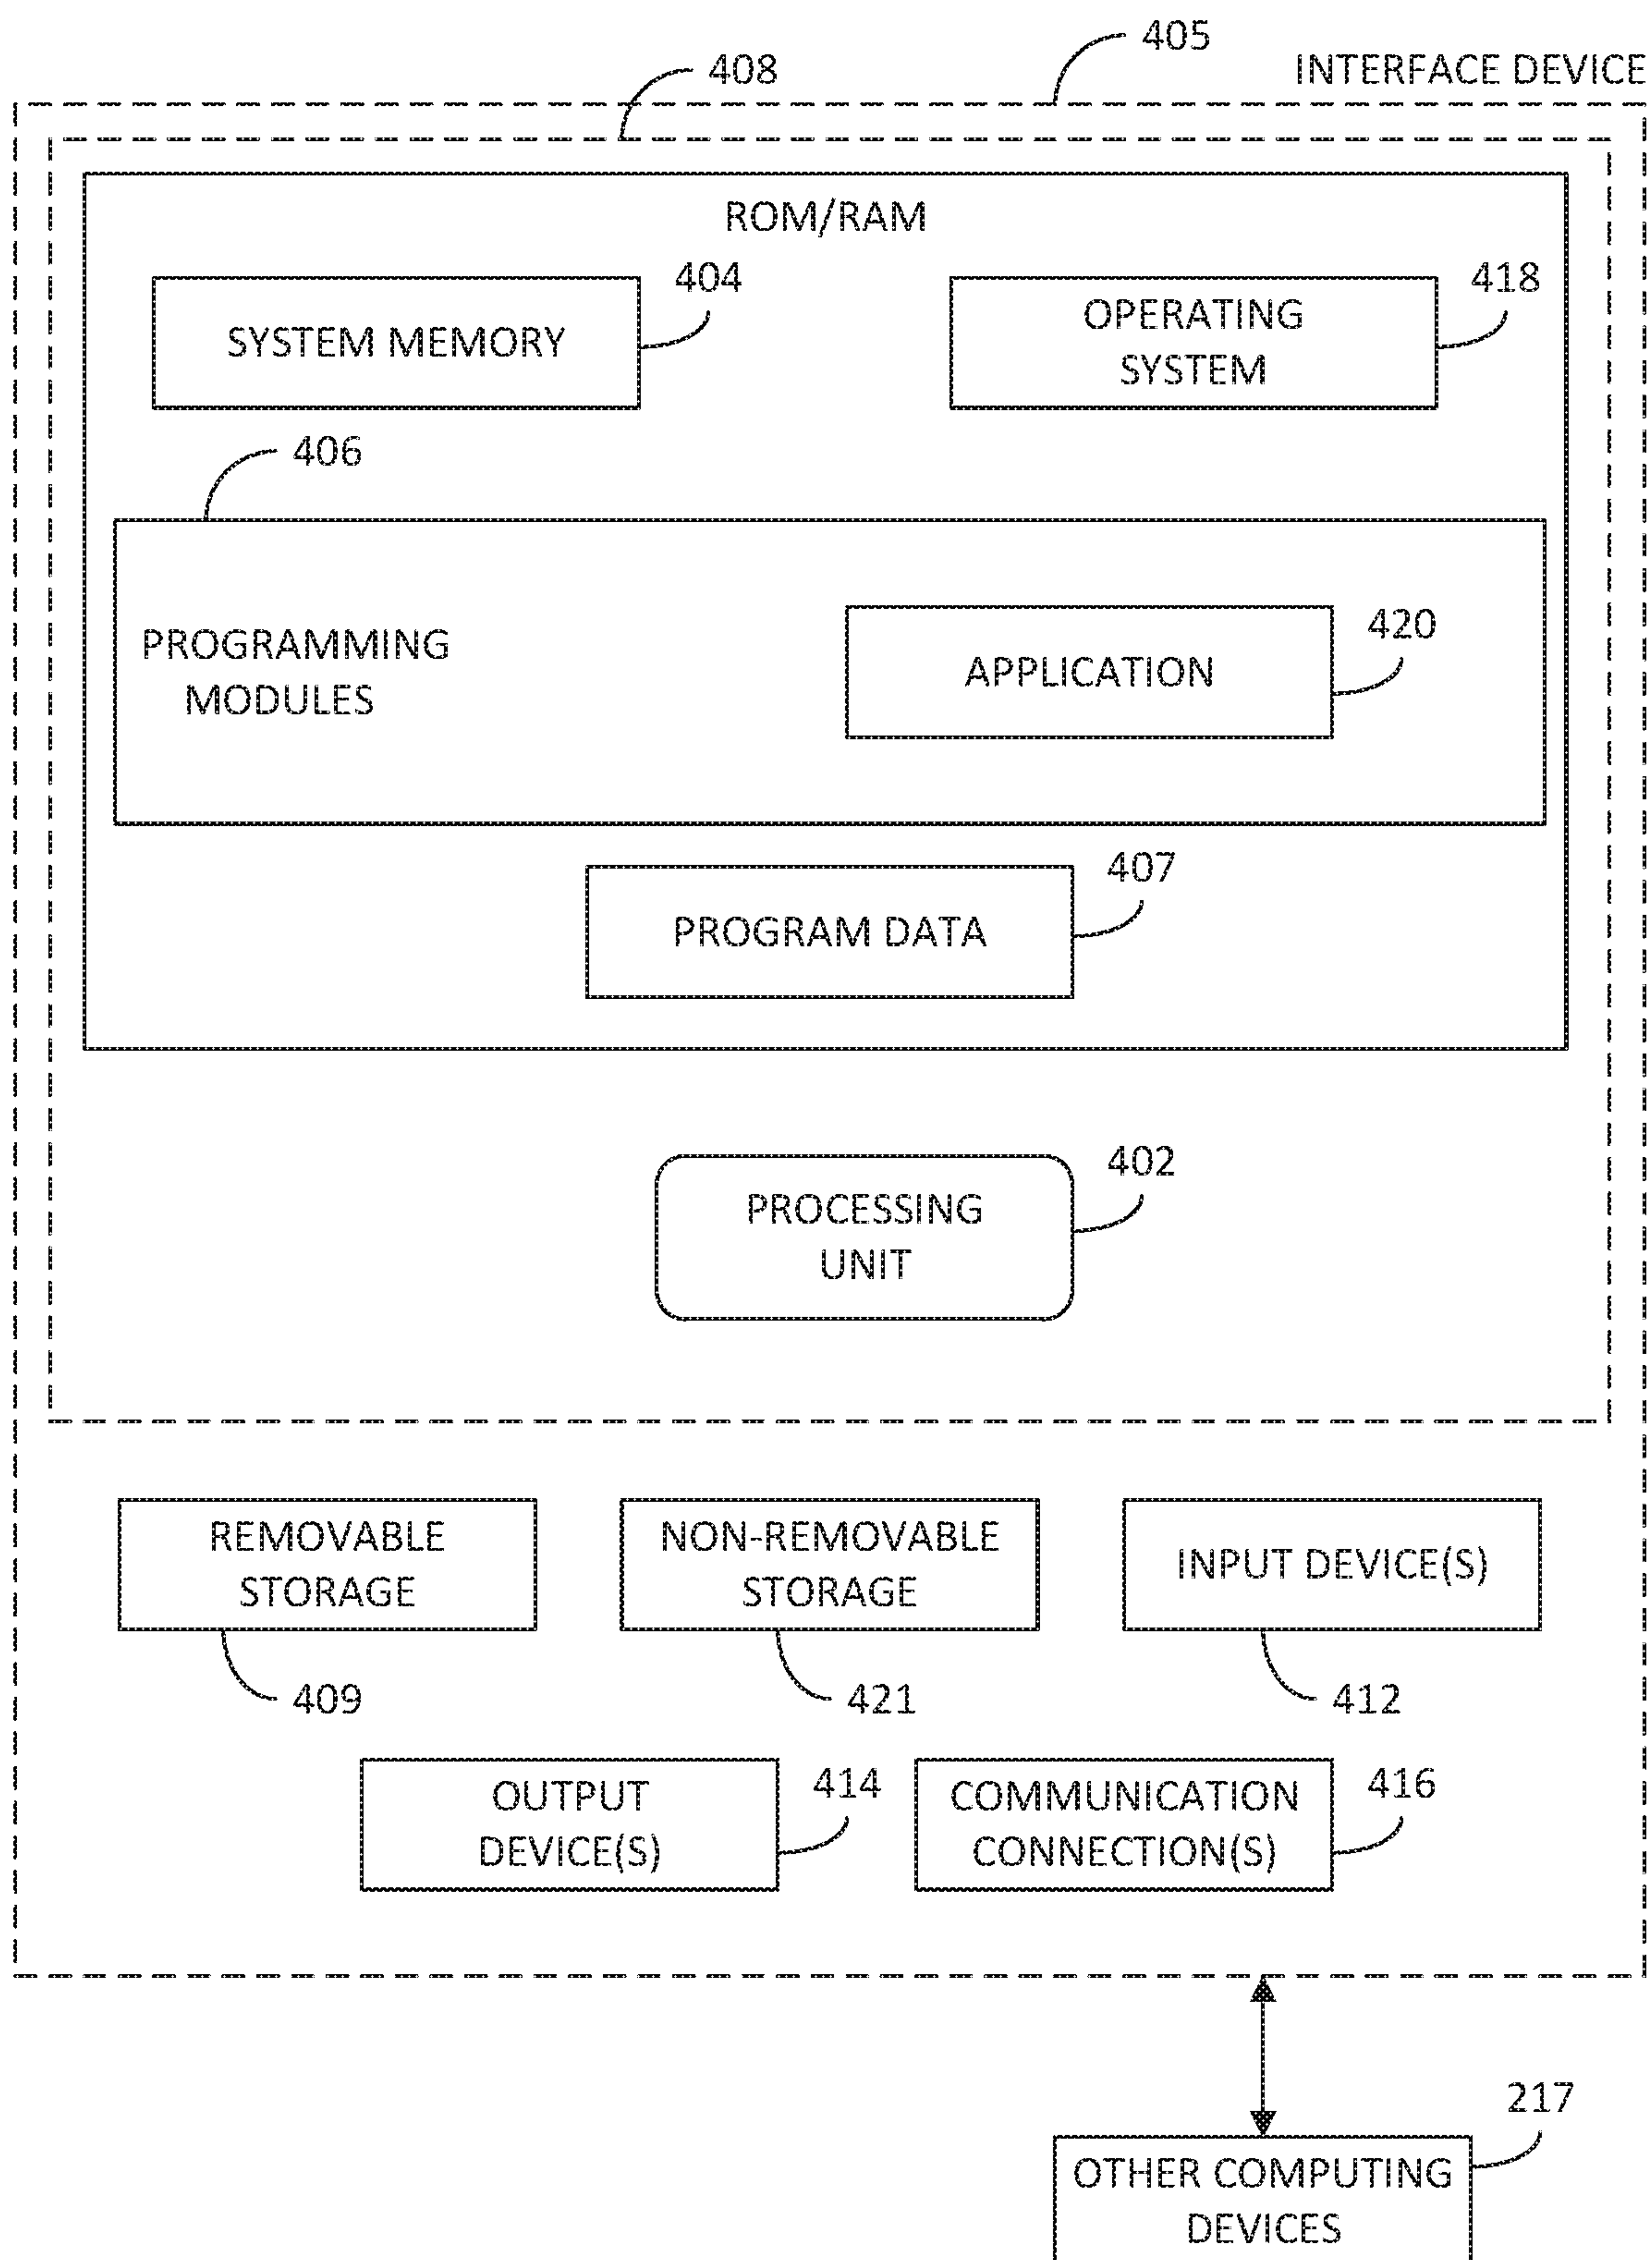 405
INTERFACE DEVICE
408
ROM/RAM
404
418
SYSTEM MEMORY
OPERATING
SYSTEM
406
PROGRAMMING
MODULES
420
APPLICATION
407
PROGRAM DATA
402
PROCESSING
UNIT
REMOVABLE
STORAGE
NON-REMOVABLE
STORAGE
INPUT DEVICE(S)
409
421
412
OUTPUT
DEVICE(S)
414
COMMUNICATION
CONNECTION(S)
416
217
OTHER COMPUTING
DEVICES